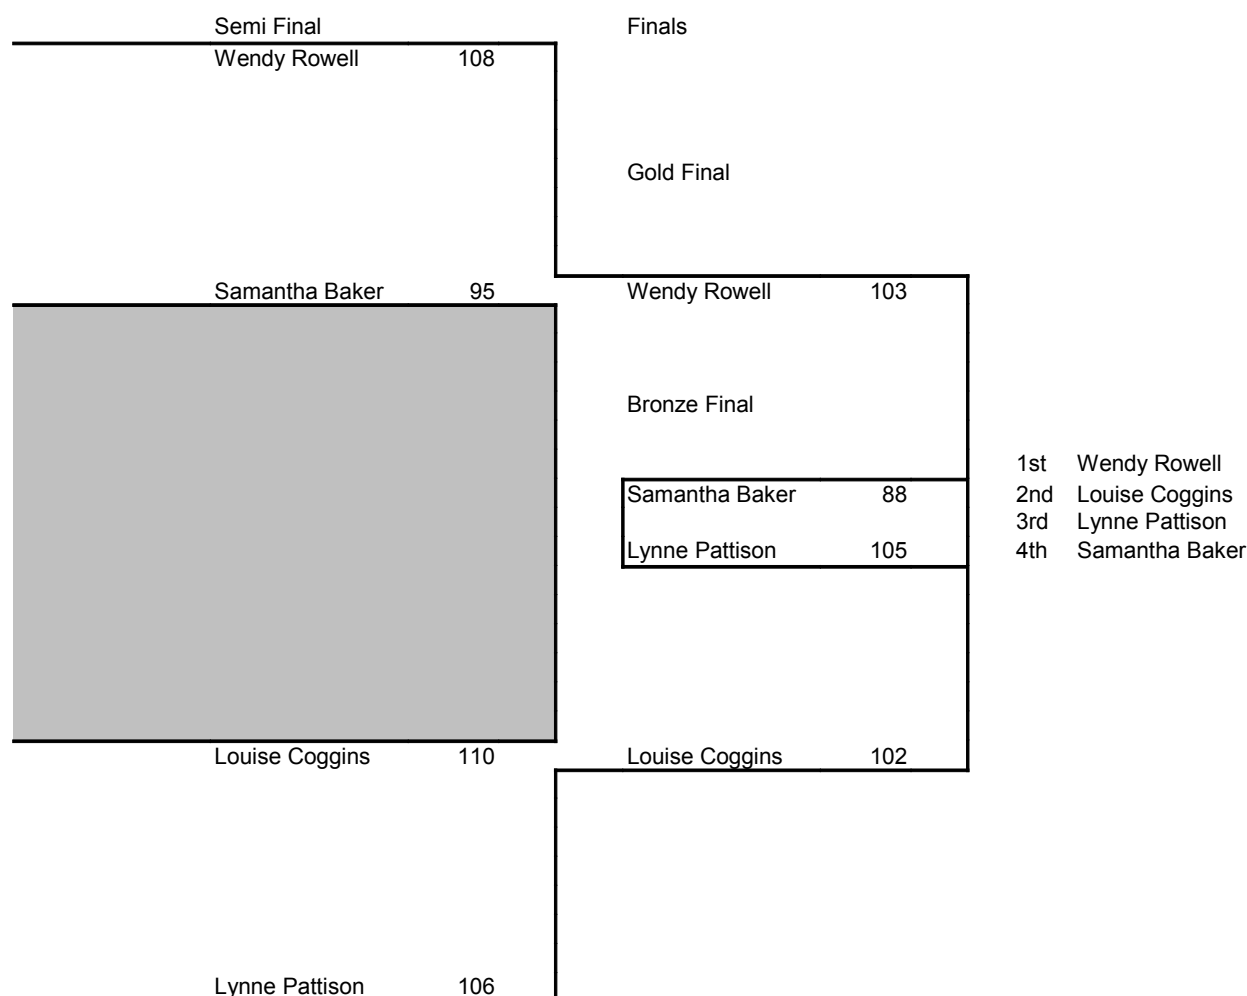 Semi Final Finals
Wendy Rowell 108
Gold Final
Samantha Baker 95 Wendy Rowell 103
Bronze Final
1st Wendy Rowell
Samantha Baker 88 2nd Louise Coggins
3rd Lynne Pattison
Lynne Pattison 105 4th Samantha Baker
Louise Coggins 110 Louise Coggins 102
Lynne Pattison 106